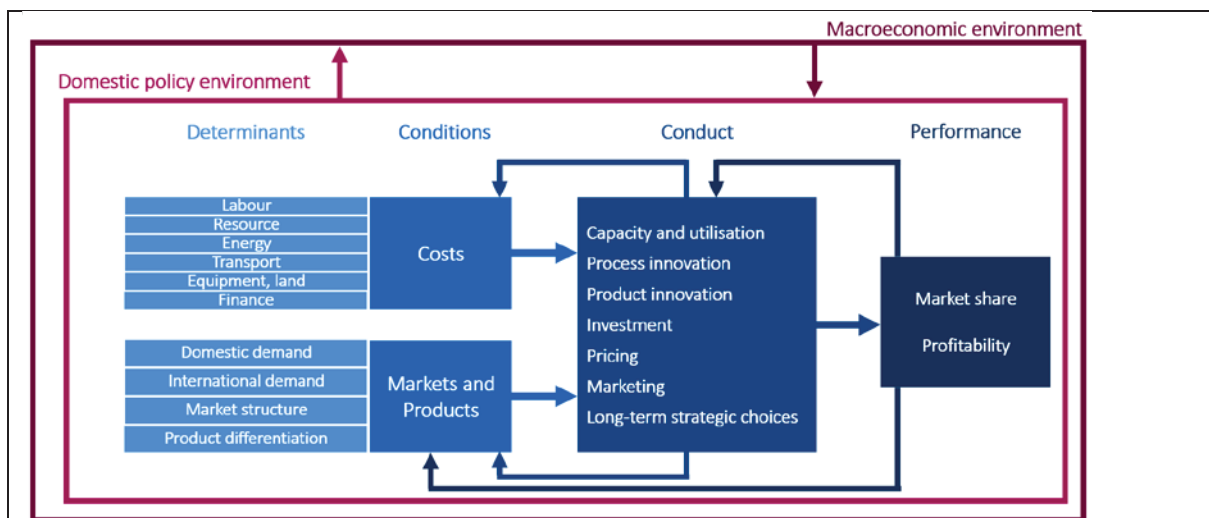 Macroeconomic environment
Domestic policy environment
Determinants
Conditions
Conduct
Performance
Labour
Resource
Energy
Transport
Equipment, land
Finance
Costs
Domestic demand
International demand
Market structure
Product differentiation
Markets and
Products
Capacity and utilisation
Process innovation
Product innovation
Investment
Pricing
Marketing
Long-term strategic choices
Market share
Profitability